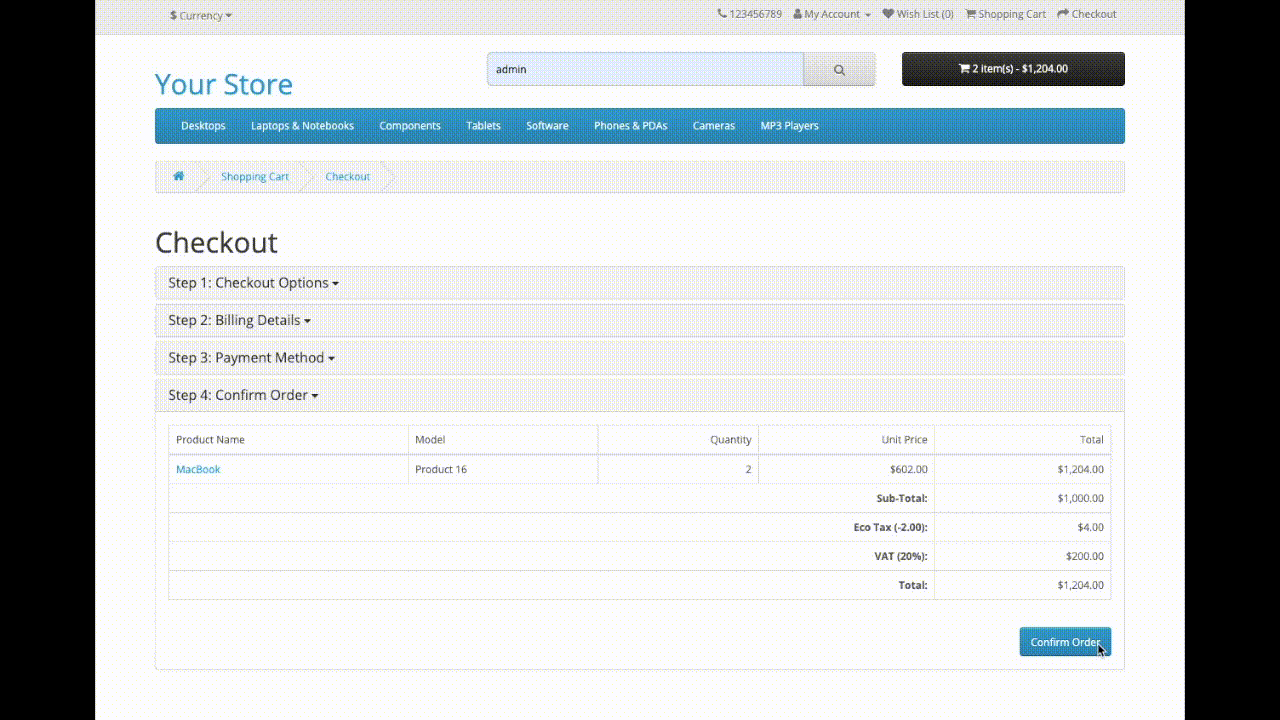 $ Currency
123456789 My Account Wish List (0) Shopping Cart Checkout
Your Store
admin
2 item(s) - $1,204.00
Desktops Laptops & Notebooks Components Tablets Software Phones & PDAs Cameras MP3 Players
Shopping Cart Checkout
Checkout
Step 1: Checkout Options
Step 2: Billing Details
Step 3: Payment Method
Step 4: Confirm Order
Product Name Model Quantity Unit Price Total
MacBook Product 16 2 $602.00 $1,204.00
Sub-Total: $1,000.00
Eco Tax (-2.00): $4.00
VAT (20%): $200.00
Total: $1,204.00
Confirm Order